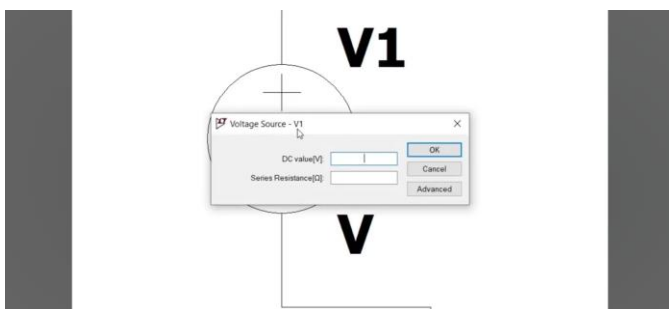 V1
Voltage Source - V1
DC value[V]:
OK
Series Resistance[Ω]:
Cancel
Advanced
V